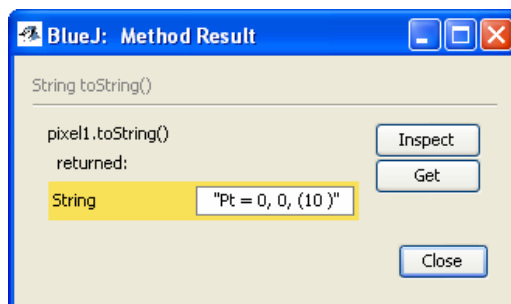 BlueJ: Method Result
String toString()
pixel1.toString()
Inspect
returned:
Get
String "Pt = 0, 0, (10 )"
Close